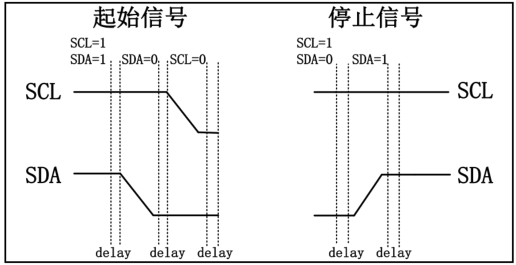 起始信号 停止信号
SCL=1 SCL=1
SDA=1 SDA=0 SCL=0 SDA=0 SDA=1
SCL SCL
SDA SDA
delay delay delay delay delay